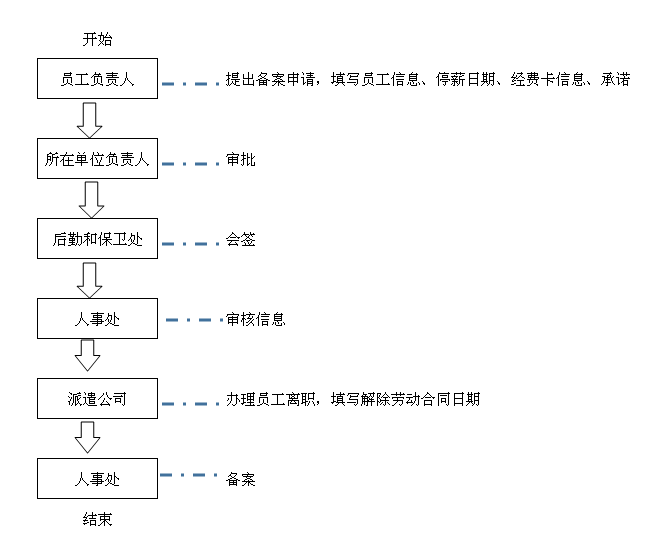 开始
员工负责人 提出备案申请，填写员工信息、停薪日期、经费卡信息、承诺
所在单位负责人 审批
后勤和保卫处 会签
人事处 审核信息
派遣公司 办理员工离职，填写解除劳动合同日期
人事处 备案
结束